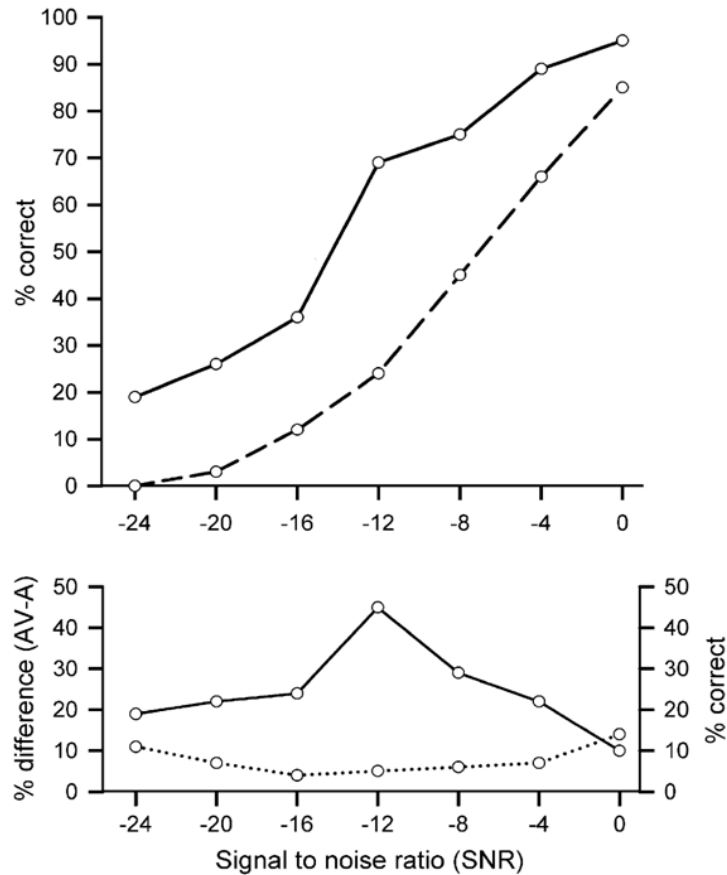 100
90
80
70
60
50
40
30
20
10
0
% correct
-24 -20 -16 -12 -8 -4 0
50 50
40 40
30 30
20 20
10 10
0 0
% difference (AV-A)
% correct
-24 -20 -16 -12 -8 -4 0
Signal to noise ratio (SNR)